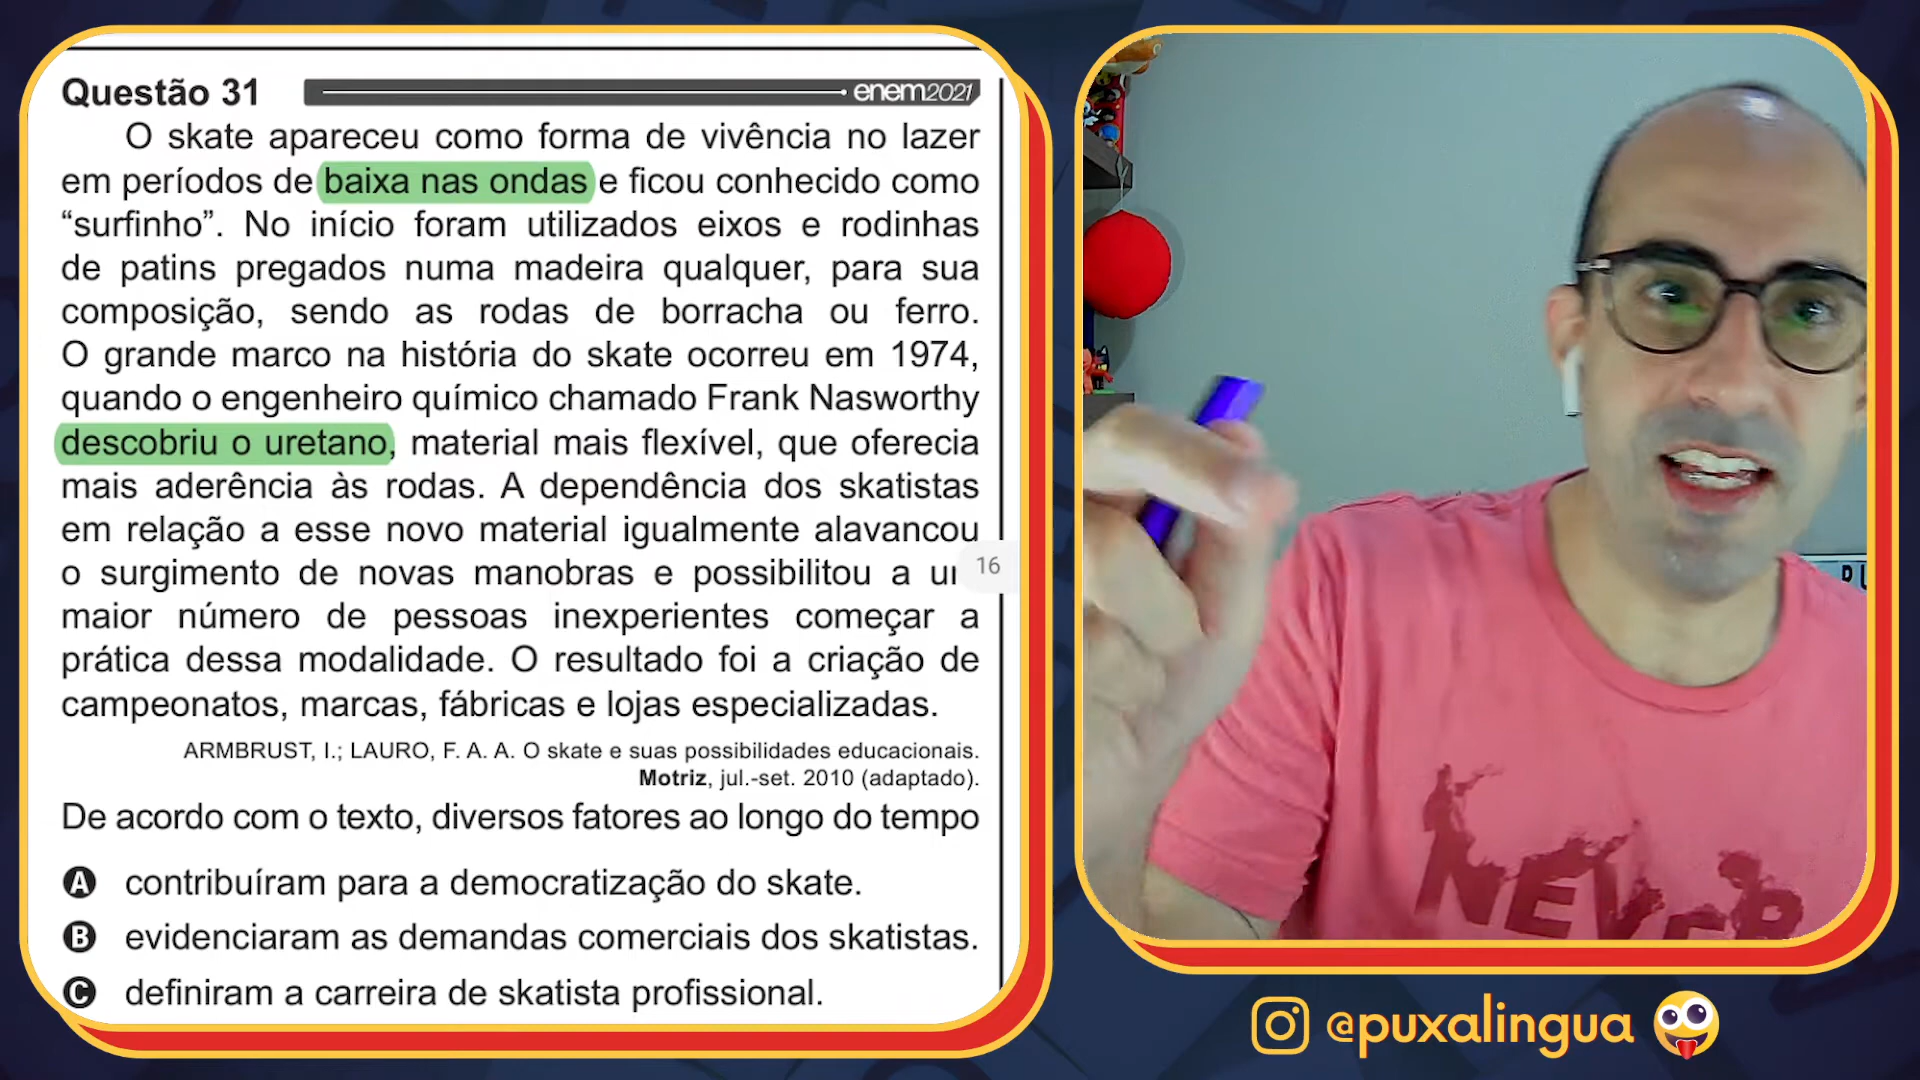 Questão 31
enem2021
O skate apareceu como forma de vivência no lazer
em períodos de baixa nas ondas e ficou conhecido como
“surfinho”. No início foram utilizados eixos e rodinhas
de patins pregados numa madeira qualquer, para sua
composição, sendo as rodas de borracha ou ferro.
O grande marco na história do skate ocorreu em 1974,
quando o engenheiro químico chamado Frank Nasworthy
descobriu o uretano, material mais flexível, que oferecia
mais aderência às rodas. A dependência dos skatistas
em relação a esse novo material igualmente alavancou
o surgimento de novas manobras e possibilitou a
16
maior número de pessoas inexperientes começar a
prática dessa modalidade. O resultado foi a criação de
campeonatos, marcas, fábricas e lojas especializadas.
ARMBRUST, I.; LAURO, F. A. A. O skate e suas possibilidades educacionais.
Motriz, jul.-set. 2010 (adaptado).
De acordo com o texto, diversos fatores ao longo do tempo
A contribuíram para a democratização do skate.
B evidenciaram as demandas comerciais dos skatistas.
C definiram a carreira de skatista profissional.
NEVER
@puxalingua